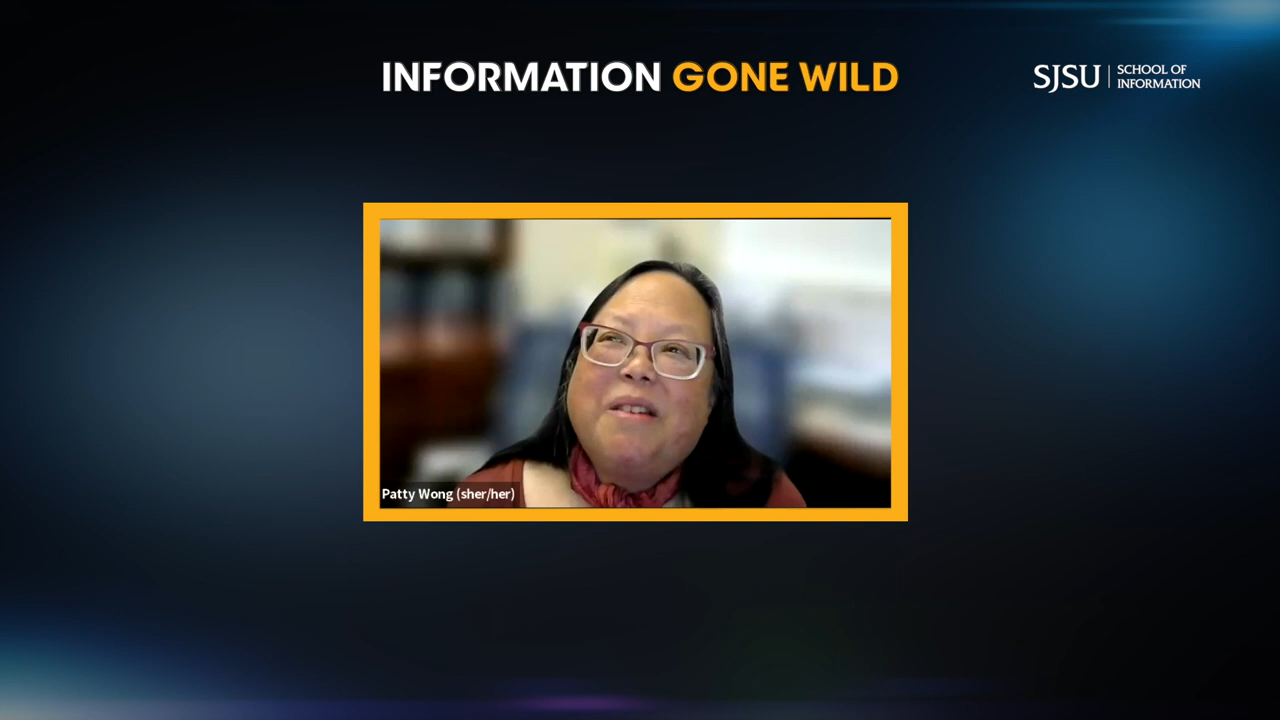 INFORMATION GONE WILD
SJSU
SCHOOL OF
INFORMATION
Patty Wong (sher/her)